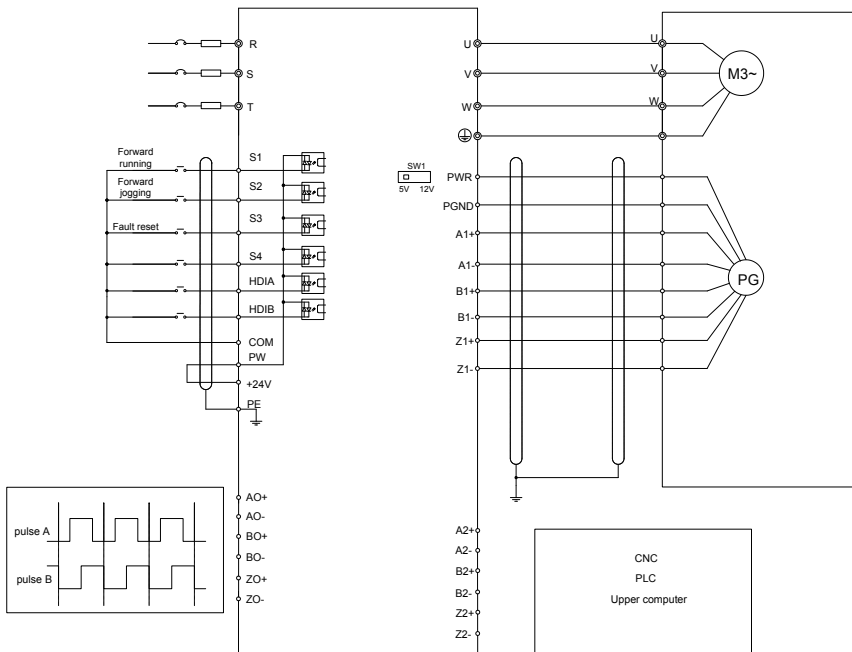 R
S
T
Forward
running
S1
Forward
jogging
S2
Fault reset
S3
S4
HDIA
HDIB
COM
PW
+24V
PE
pulse A
pulse B
AO+
AO-
BO+
BO-
ZO+
ZO-
SW1
5V 12V
U
V
W
PWR
PGND
A1+
A1-
B1+
B1-
Z1+
Z1-
A2+
A2-
B2+
B2-
Z2+
Z2-
U
V
W
M3~
PG
CNC
PLC
Upper computer